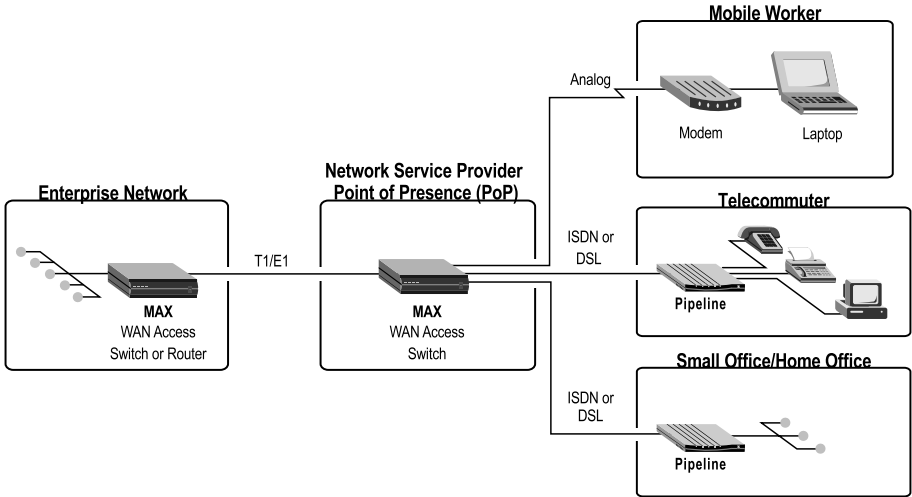 Mobile Worker
Analog
Modem
Laptop
Network Service Provider
Point of Presence (PoP)
Enterprise Network
Telecommuter
T1/E1
ISDN or
DSL
MAX
WAN Access
Switch or Router
MAX
WAN Access
Switch
Pipeline
Small Office/Home Office
ISDN or
DSL
Pipeline